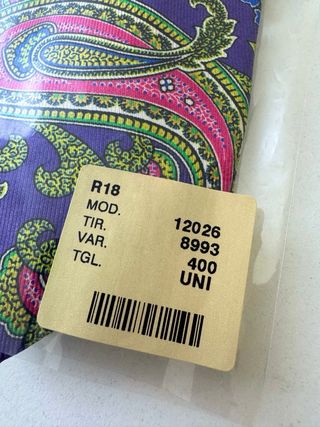 R18
MOD. 12026
TIR. 8993
VAR. 400
TGL. UNI